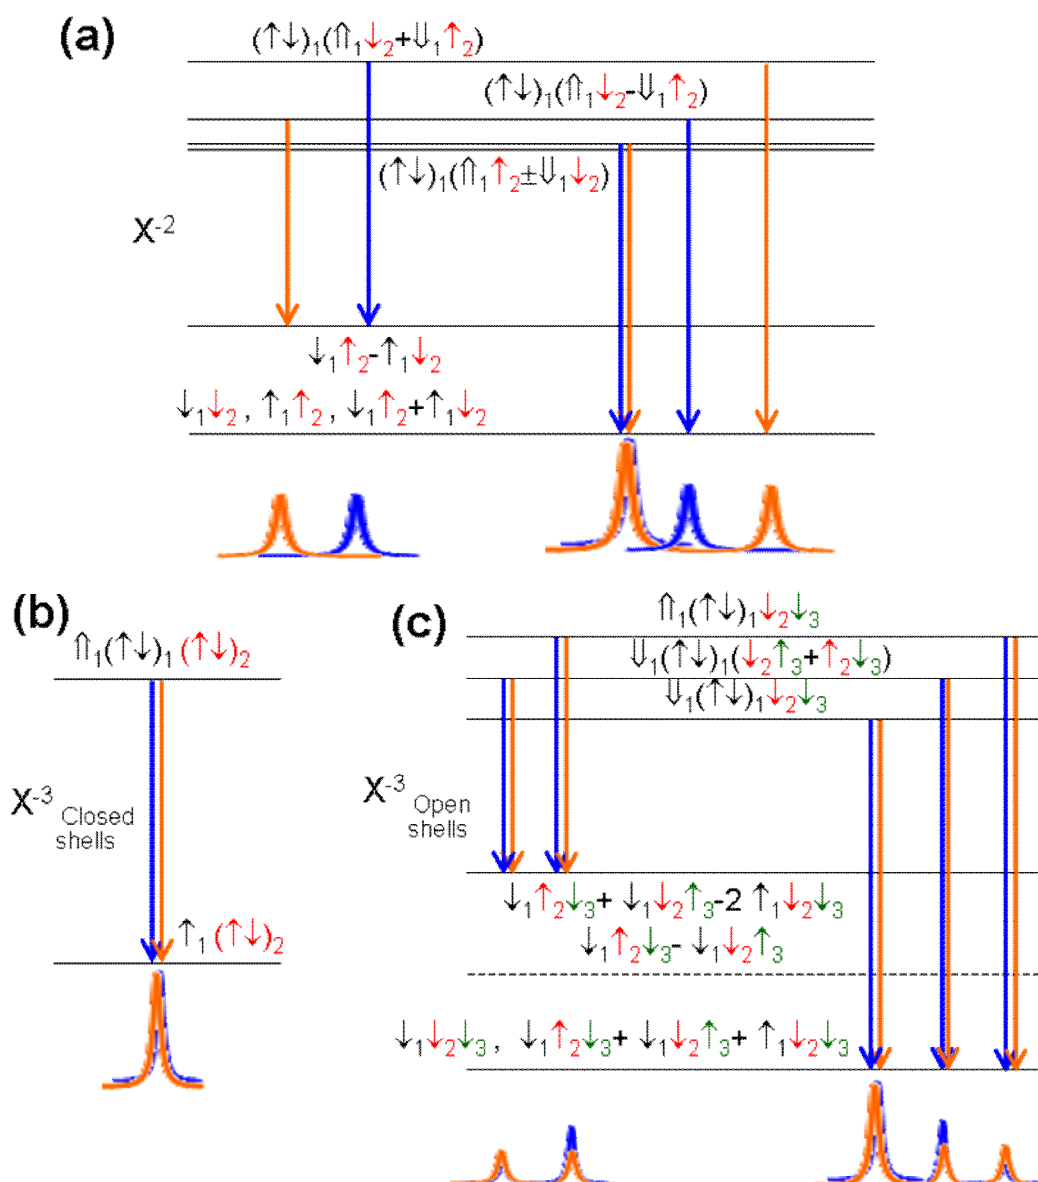 (a)
(↑↓)₁(⇑₁↓₂+⇓₁↑₂)
(↑↓)₁(⇑₁↓₂-⇓₁↑₂)
(↑↓)₁(⇑₁↑₂±⇓₁↓₂)
X⁻²
↓₁↑₂-↑₁↓₂
↓₁↓₂ , ↑₁↑₂ , ↓₁↑₂+↑₁↓₂
(b)
⇑₁(↑↓)₁(↑↓)₂
X⁻³ Closed
shells
↑₁(↑↓)₂
(c)
⇑₁(↑↓)₁↓₂↓₃
⇓₁(↑↓)₁(↓₂↑₃+↑₂↓₃)
⇓₁(↑↓)₁↓₂↓₃
X⁻³ Open
shells
↓₁↑₂↓₃+ ↓₁↓₂↑₃-2 ↑₁↓₂↓₃
↓₁↑₂↓₃- ↓₁↓₂↑₃
↓₁↓₂↓₃, ↓₁↑₂↓₃+ ↓₁↓₂↑₃+ ↑₁↓₂↓₃